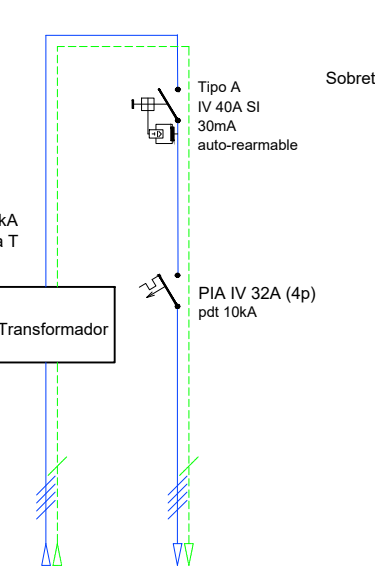 Tipo A
IV 40A SI
30mA
auto-rearmable
Sobret
kA
a T
PIA IV 32A (4p)
pdt 10kA
Transformador